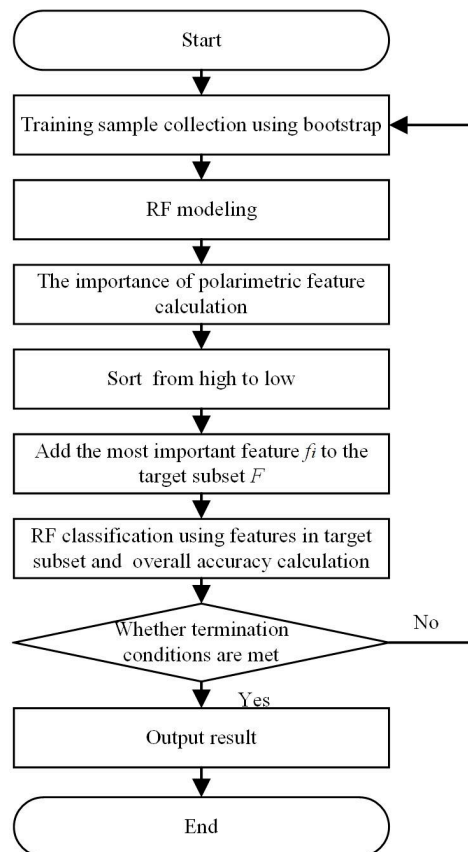 Start
Training sample collection using bootstrap
RF modeling
The importance of polarimetric feature
calculation
Sort from high to low
Add the most important feature fi to the
target subset F
RF classification using features in target
subset and overall accuracy calculation
Whether termination
conditions are met
No
Yes
Output result
End